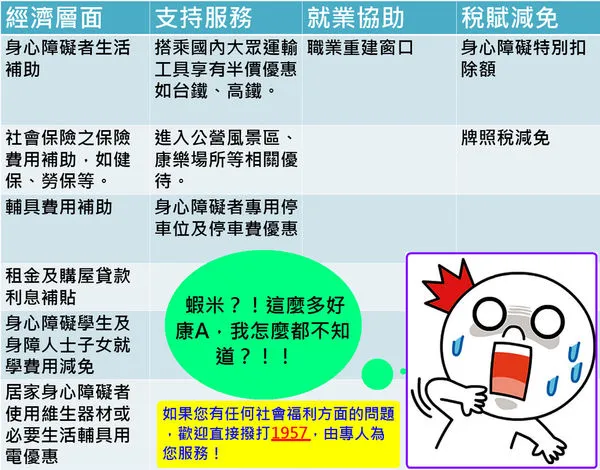 經濟層面
支持服務
就業協助
稅賦減免
身心障礙者生活
補助
搭乘國內大眾運輸
工具享有半價優惠
如台鐵、高鐵。
職業重建窗口
身心障礙特別扣
除額
社會保險之保險
費用補助，如健
保、勞保等。
進入公營風景區、
康樂場所等相關優
待。
牌照稅減免
輔具費用補助
身心障礙者專用停
車位及停車費優惠
租金及購屋貸款
利息補貼
身心障礙學生及
身障人士子女就
學費用減免
居家身心障礙者
使用維生器材或
必要生活輔具用
電優惠
蝦米？！這麼多好
康A，我怎麼都不知
道？！！
如果您有任何社會福利方面的問題
，歡迎直接撥打1957，由專人為
您服務！